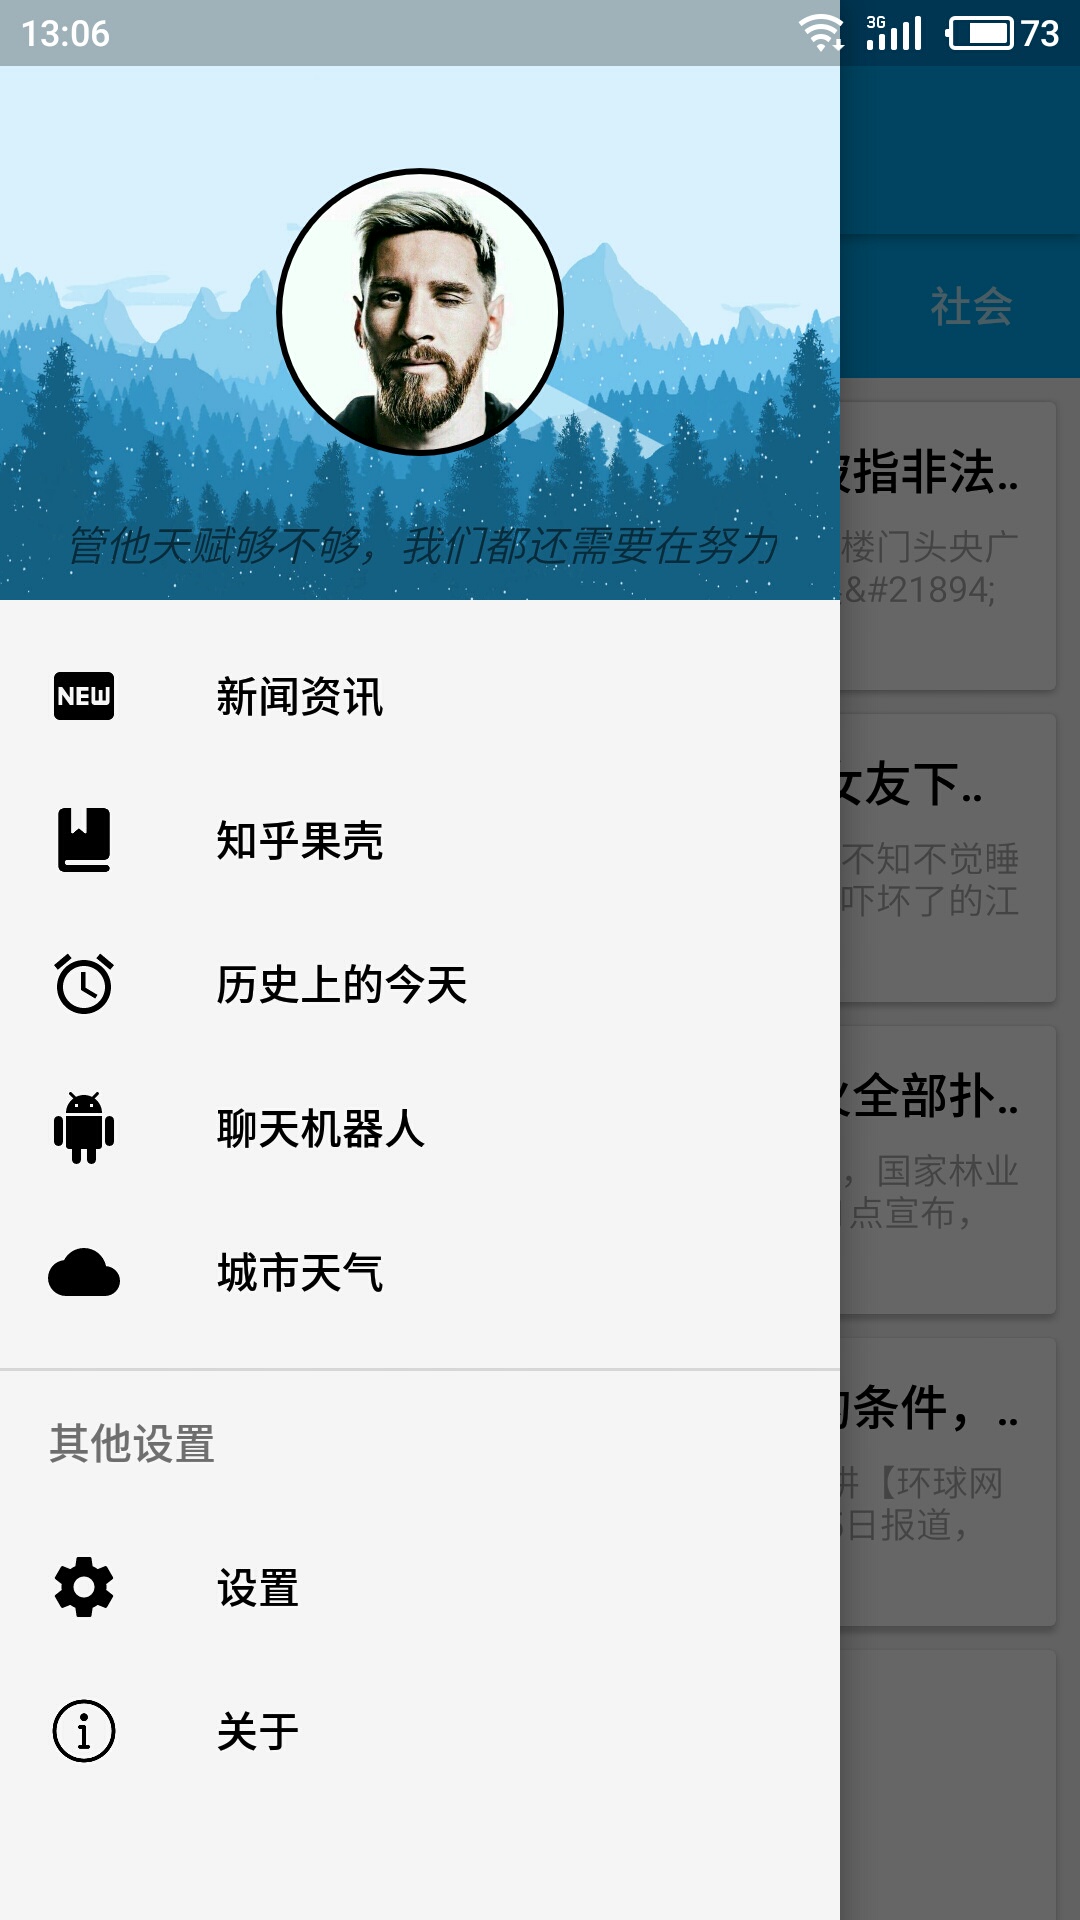 13:06
3G
73
社会
管他天赋够不够，我们都还需要在努力
指非法..
楼门头央广
&#21894;
新闻资讯
女友下..
知乎果壳
不知不觉睡
吓坏了的江
历史上的今天
全部扑..
聊天机器人
，国家林业
点宣布，
城市天气
条件，..
其他设置
讲【环球网
日报道，
设置
关于